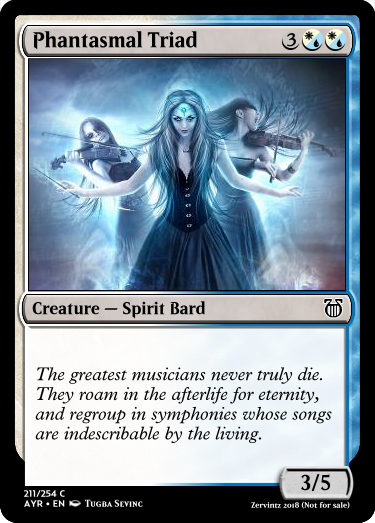 Phantasmal Triad 3
Creature — Spirit Bard
The greatest musicians never truly die.
They roam in the afterlife for eternity,
and regroup in symphonies whose songs
are indescribable by the living.
3/5
211/254 C
AYR • EN Tugba Sevinc
Zervintz 2018 (Not for sale)